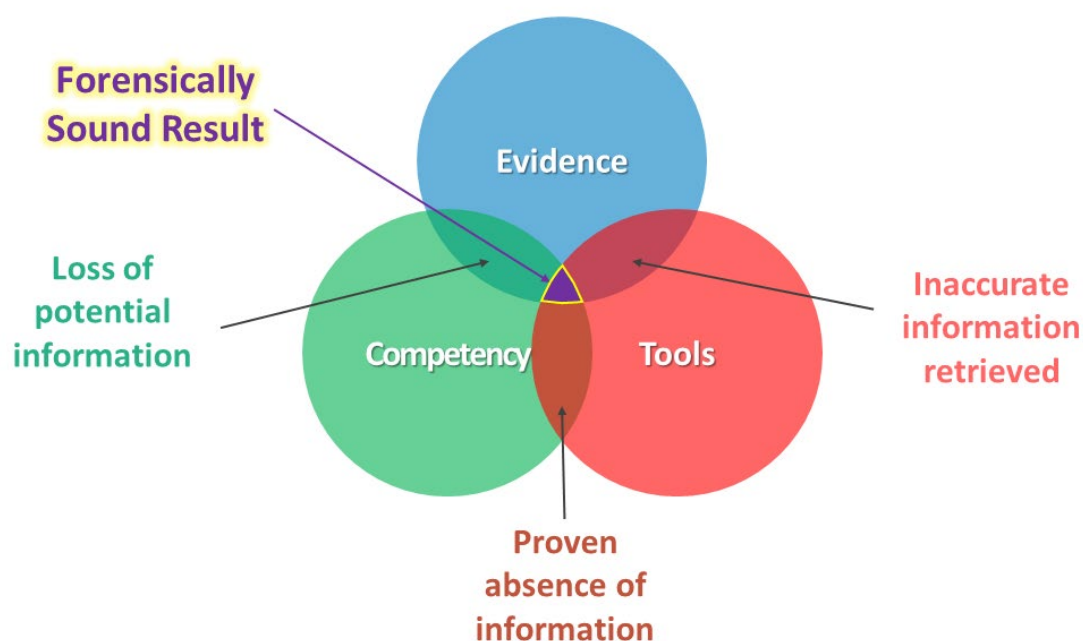 Forensically
Sound Result
Evidence
Loss of
potential
information
Competency
Tools
Inaccurate
information
retrieved
Proven
absence of
information